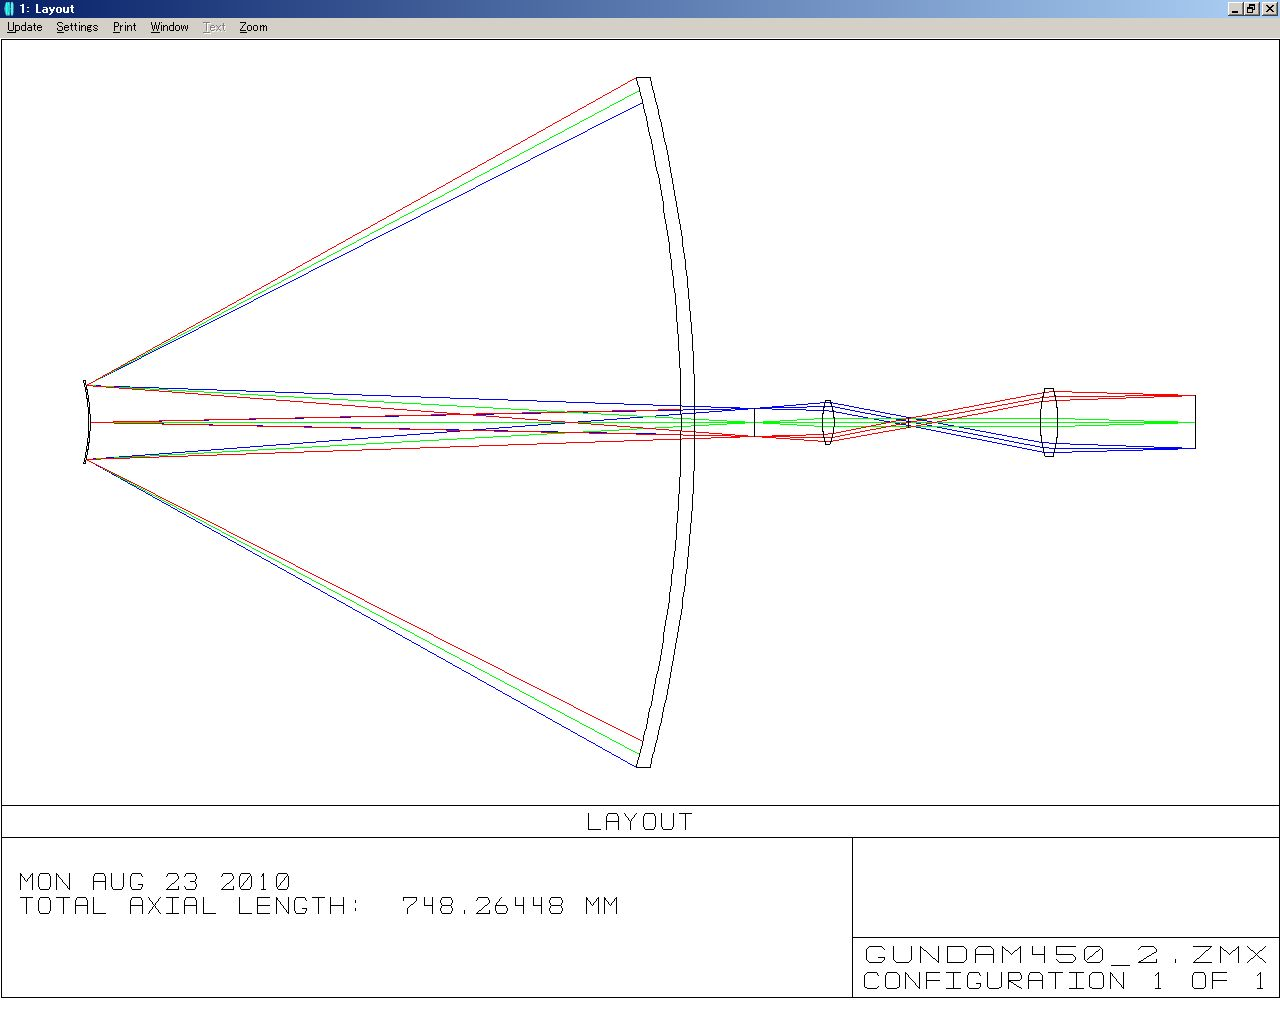 1: Layout
Update Settings Print Window Text Zoom
LAYOUT
MON AUG 23 2010
TOTAL AXIAL LENGTH: 748.26448 MM
GUNDAM450_2.ZMX
CONFIGURATION 1 OF 1